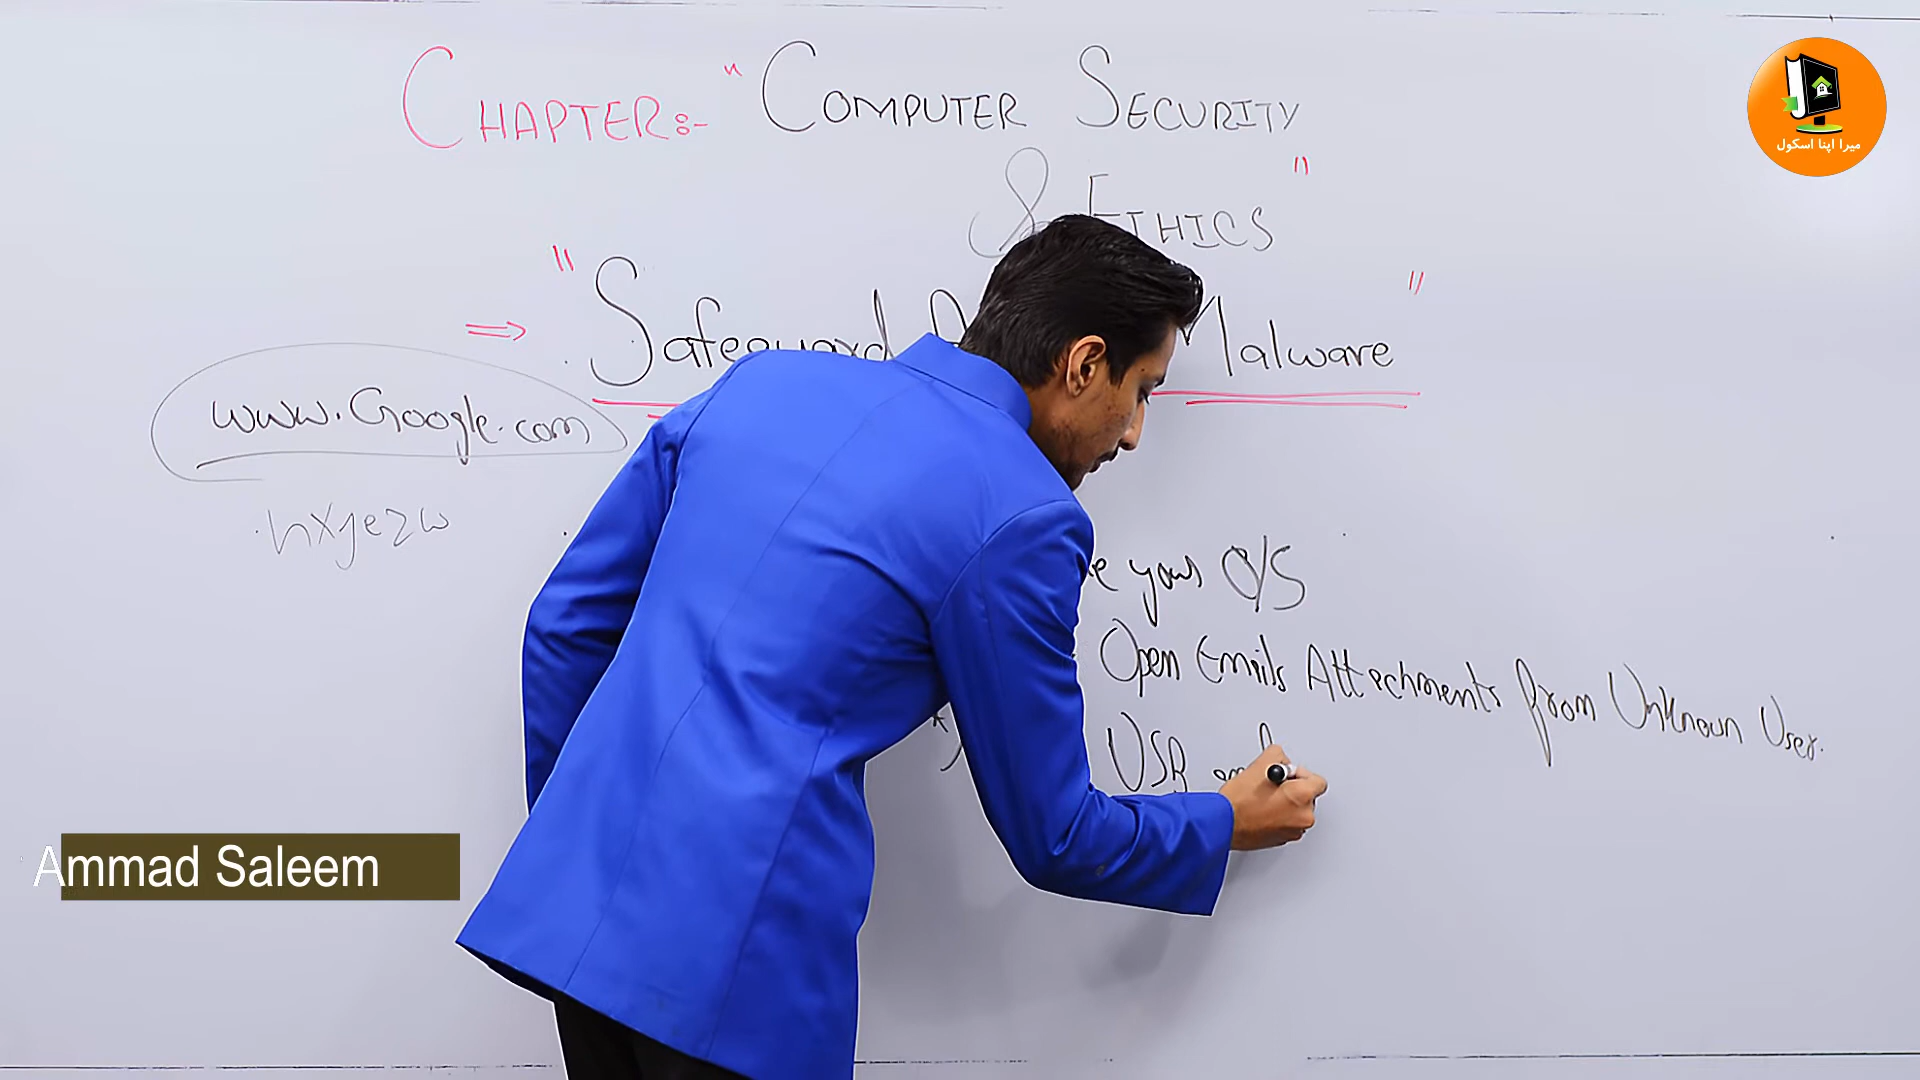 CHAPTER:- "COMPUTER SECURITY
& ETHICS"
میرا اپنا اسکول
⇒ "Safeguard Malware"
www.Google.com
hxyezw
your O/S
Open Emails Attachments from Unknown User.
*) USB
Ammad Saleem